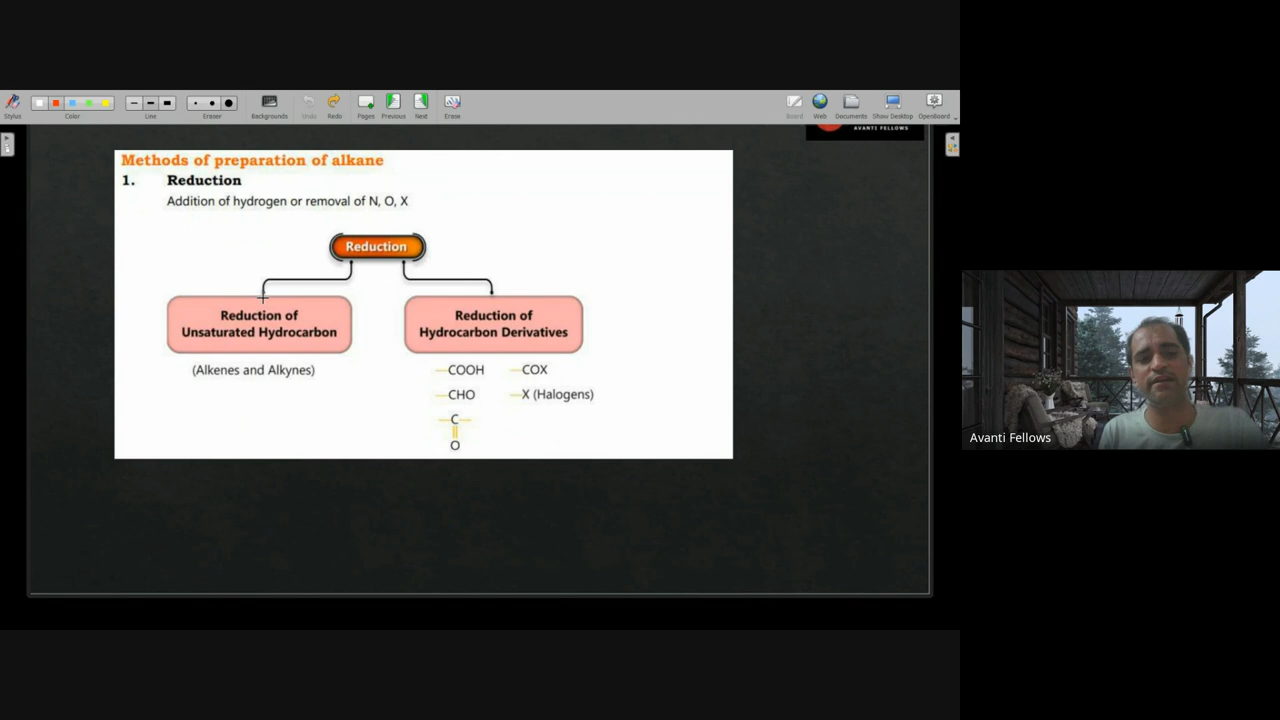 Stylus
Color
Line
Eraser
Backgrounds
Undo
Redo
Pages
Previous
Next
Erase
Board
Web
Documents
Show Desktop
OpenBoard
AVANTI FELLOWS
Methods of preparation of alkane
1. Reduction
Addition of hydrogen or removal of N, O, X
Reduction
Reduction of
Unsaturated Hydrocarbon
(Alkenes and Alkynes)
Reduction of
Hydrocarbon Derivatives
—COOH —COX
—CHO —X (Halogens)
—C—
||
O
Avanti Fellows